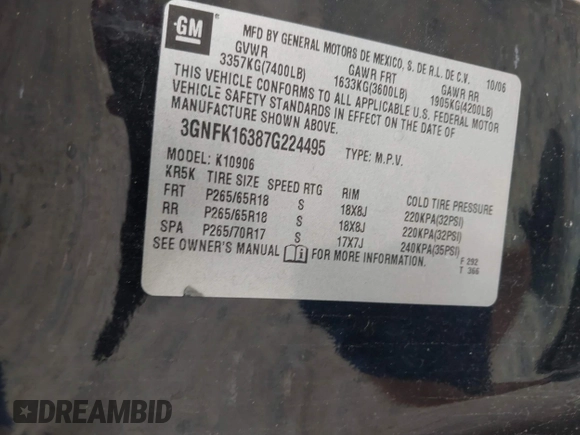 GM
MFD BY GENERAL MOTORS DE MEXICO, S. DE R.L. DE C.V. 10/06
GVWR GAWR FRT GAWR RR
3357KG(7400LB) 1633KG(3600LB) 1905KG(4200LB)
THIS VEHICLE CONFORMS TO ALL APPLICABLE U.S. FEDERAL MOTOR
VEHICLE SAFETY STANDARDS IN EFFECT ON THE DATE OF
MANUFACTURE SHOWN ABOVE.
3GNFK16387G224495 TYPE: M.P.V.
MODEL: K10906
KR5K TIRE SIZE SPEED RTG RIM COLD TIRE PRESSURE
FRT P265/65R18 S 18X8J 220KPA(32PSI)
RR P265/65R18 S 18X8J 220KPA(32PSI)
SPA P265/70R17 S 17X7J 240KPA(35PSI)
SEE OWNER'S MANUAL FOR MORE INFORMATION.
F 292
T 366
DREAMBID